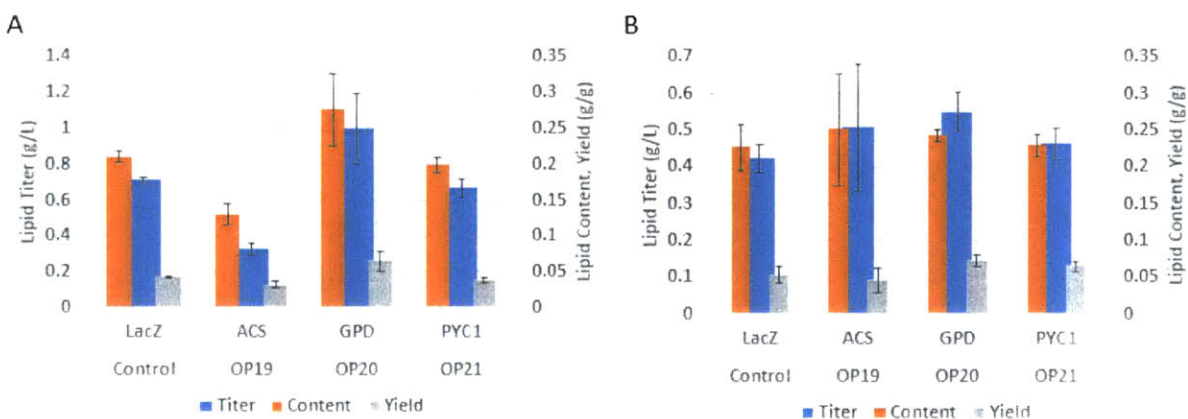 A
Lipid Titer (g/L)
1.4
1.2
1
0.8
0.6
0.4
0.2
0
0.35
0.3
0.25
0.2
0.15
0.1
0.05
0
Lipid Content, Yield (g/g)
LacZ ACS GPD PYC1
Control OP19 OP20 OP21
Titer Content Yield
B
Lipid Titer (g/L)
0.7
0.6
0.5
0.4
0.3
0.2
0.1
0
0.35
0.3
0.25
0.2
0.15
0.1
0.05
0
Lipid Content, Yield (g/g)
LacZ ACS GPD PYC1
Control OP19 OP20 OP21
Titer Content Yield